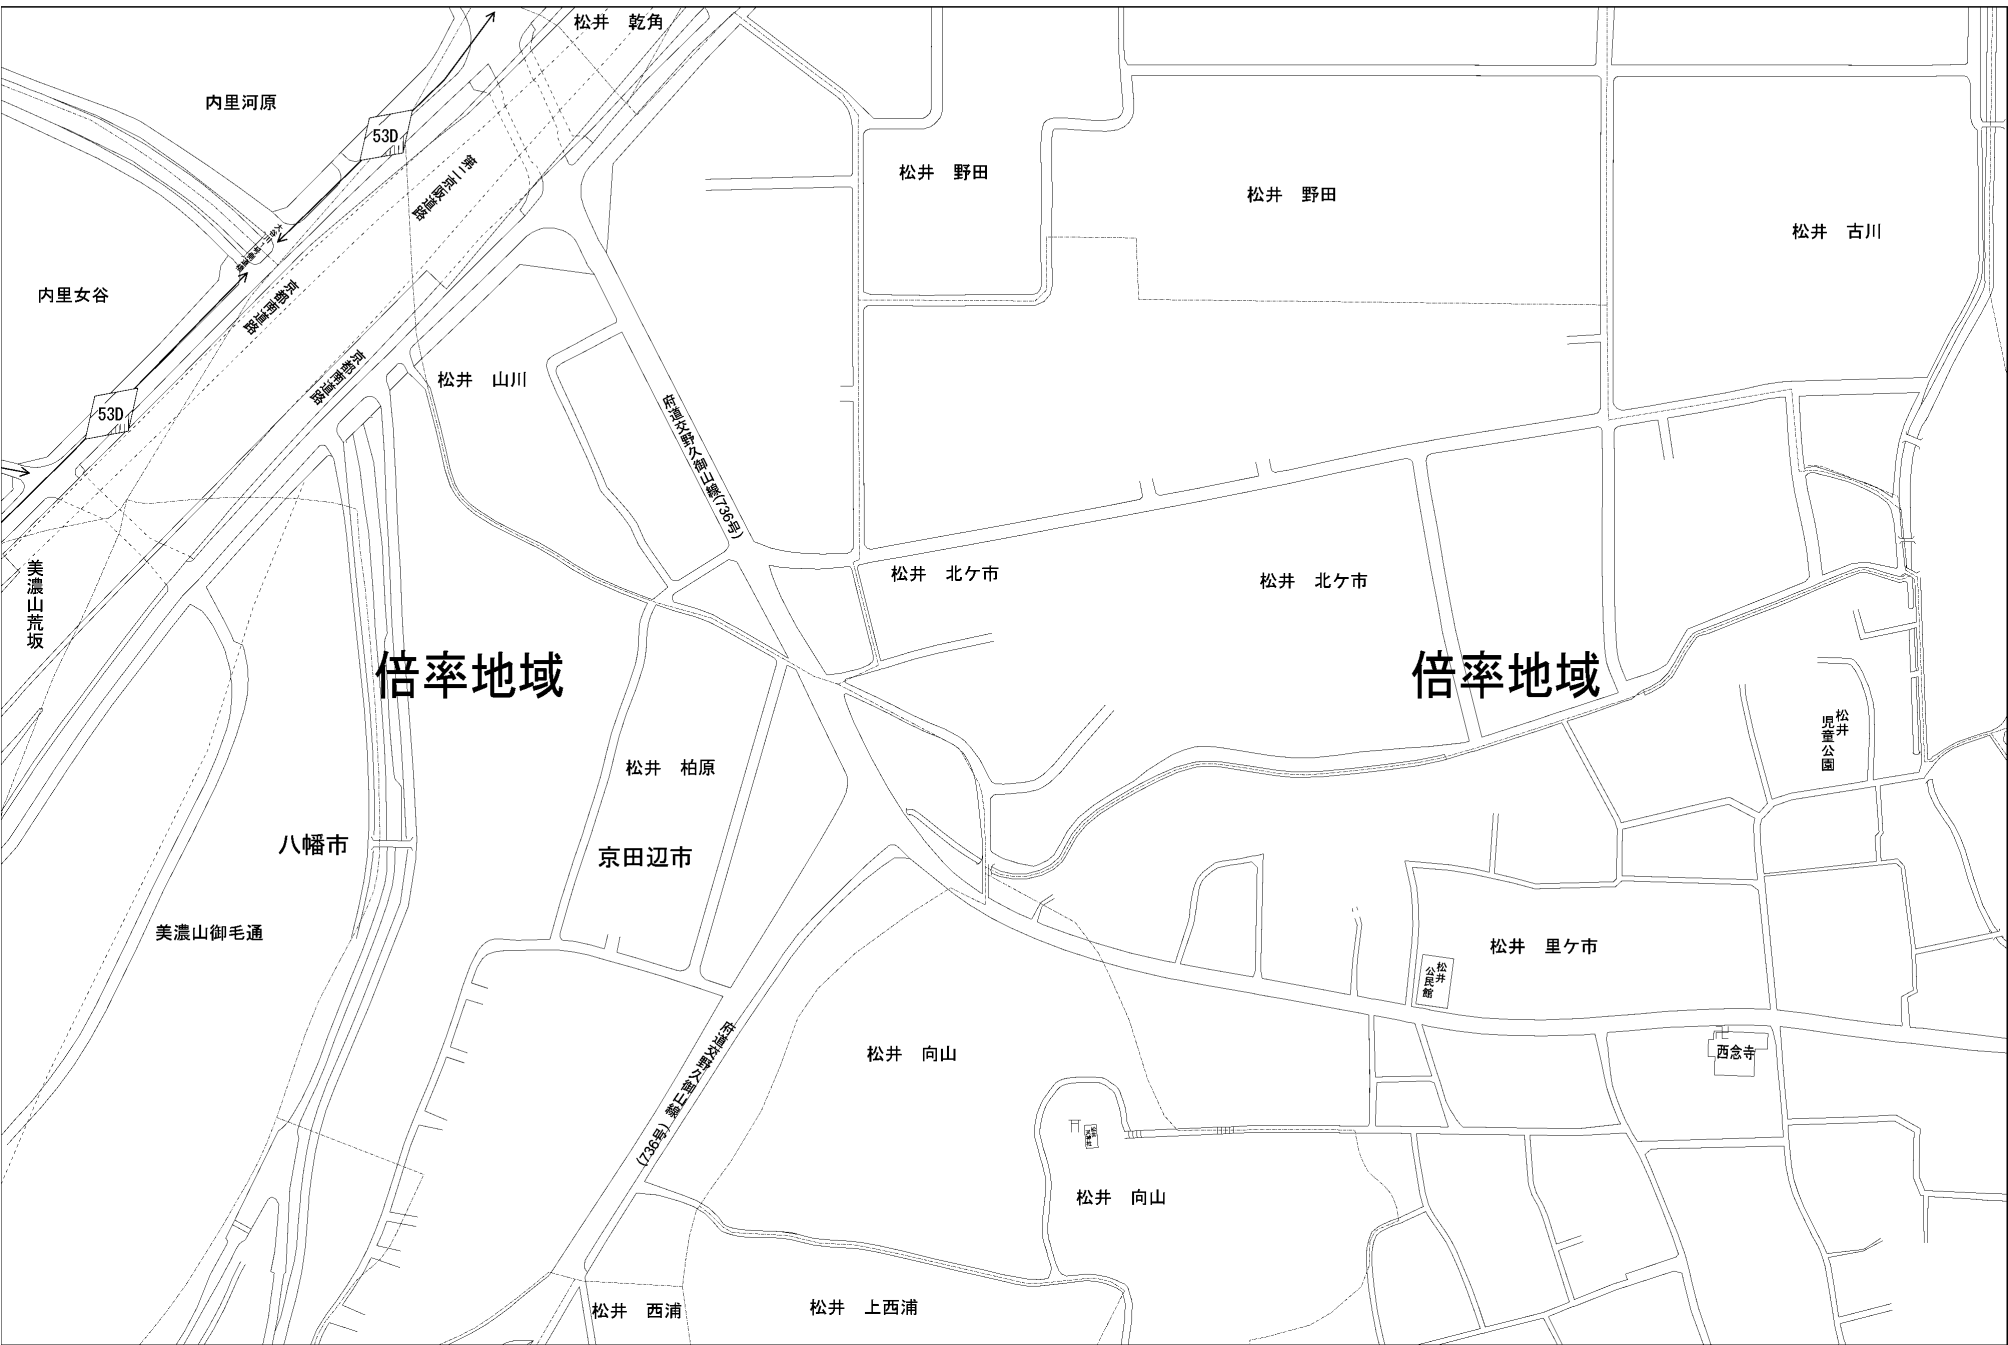 松井　乾角
内里河原
53D
第二京阪道路
松井　野田
松井　野田
松井　古川
内里女谷
京都南道路
京都南道路
松井　山川
53D
府道交野久御山線(736号)
美濃山荒坂
松井　北ケ市
松井　北ケ市
倍率地域
倍率地域
松井
児童公園
松井　柏原
八幡市
京田辺市
美濃山御毛通
松井　里ケ市
松井
公民館
府道交野久御山線(736号)
松井　向山
西念寺
松井　向山
松井　西浦
松井　上西浦